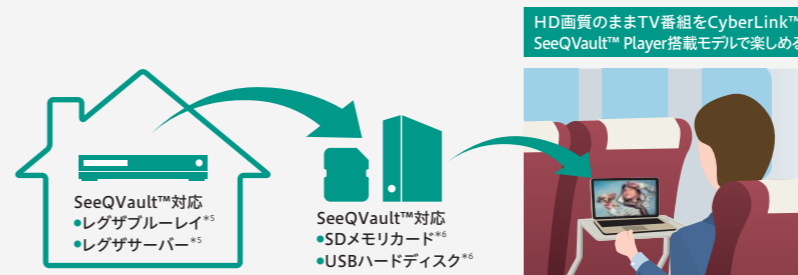 HD画質のままTV番組をCyberLink™
SeeQVault™ Player搭載モデルで楽しめる
SeeQVault™対応
●レグザブルーレイ*5
●レグザサーバー*5
SeeQVault™対応
●SDメモリカード*6
●USBハードディスク*6